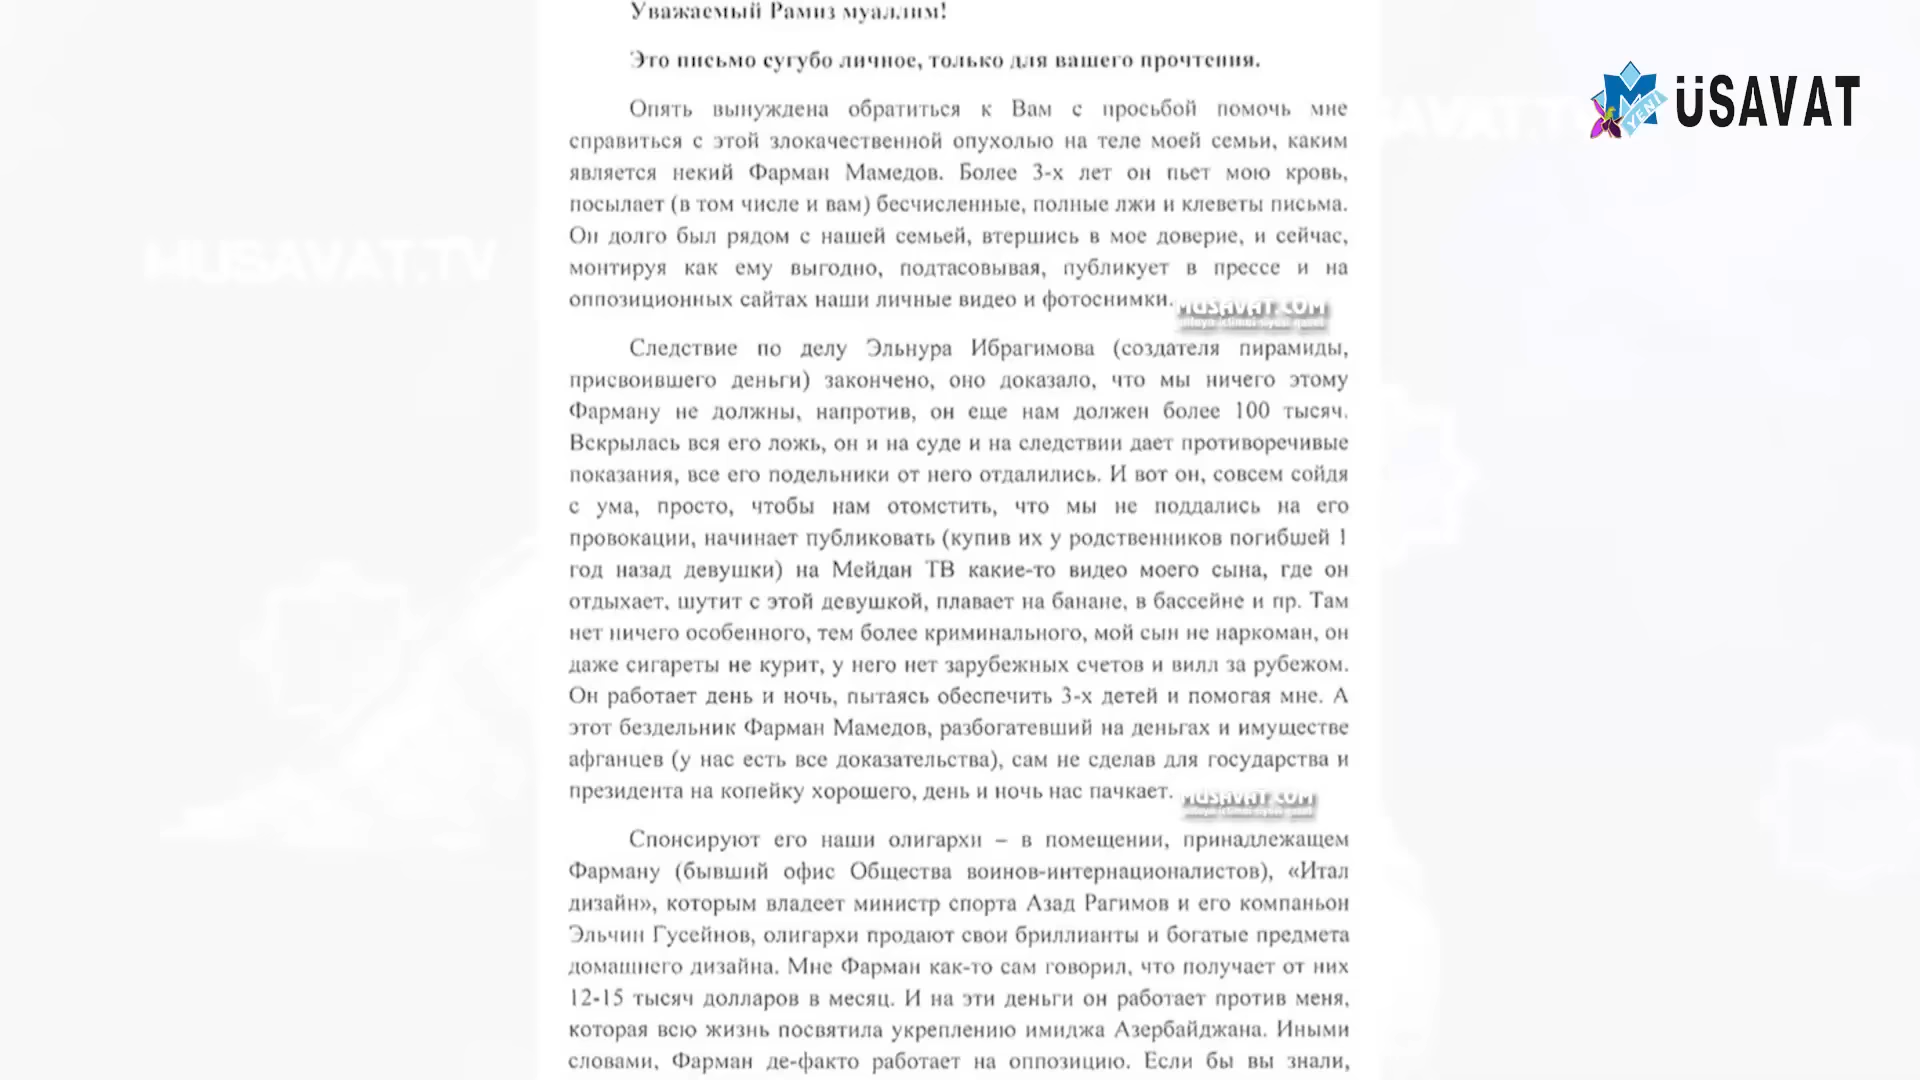 Уважаемый Рамиз муаллим!
Это письмо сугубо личное, только для вашего прочтения.
Опять вынуждена обратиться к Вам с просьбой помочь мне
справиться с этой злокачественной опухолью на теле моей семьи, каким
является некий Фарман Мамедов. Более 3-х лет он пьет мою кровь,
посылает (в том числе и вам) бесчисленные, полные лжи и клеветы письма.
Он долго был рядом с нашей семьей, втершись в мое доверие, и сейчас,
монтируя как ему выгодно, подтасовывая, публикует в прессе и на
оппозиционных сайтах наши личные видео и фотоснимки.
MUSAVAT.COM
Следствие по делу Эльнура Ибрагимова (создателя пирамиды,
присвоившего деньги) закончено, оно доказало, что мы ничего этому
Фарману не должны, напротив, он еще нам должен более 100 тысяч.
Вскрылась вся его ложь, он и на суде и на следствии дает противоречивые
показания, все его подельники от него отдалились. И вот он, совсем сойдя
с ума, просто, чтобы нам отомстить, что мы не поддались на его
провокации, начинает публиковать (купив их у родственников погибшей 1
год назад девушки) на Мейдан ТВ какие-то видео моего сына, где он
отдыхает, шутит с этой девушкой, плавает на банане, в бассейне и пр. Там
нет ничего особенного, тем более криминального, мой сын не наркоман, он
даже сигареты не курит, у него нет зарубежных счетов и вилл за рубежом.
Он работает день и ночь, пытаясь обеспечить 3-х детей и помогая мне. А
этот бездельник Фарман Мамедов, разбогатевший на деньгах и имуществе
афганцев (у нас есть все доказательства), сам не сделав для государства и
президента на копейку хорошего, день и ночь нас пачкает.
MUSAVAT.COM
Спонсируют его наши олигархи – в помещении, принадлежащем
Фарману (бывший офис Общества воинов-интернационалистов), «Итал
дизайн», которым владеет министр спорта Азад Рагимов и его компаньон
Эльчин Гусейнов, олигархи продают свои бриллианты и богатые предмета
домашнего дизайна. Мне Фарман как-то сам говорил, что получает от них
12-15 тысяч долларов в месяц. И на эти деньги он работает против меня,
которая всю жизнь посвятила укреплению имиджа Азербайджана. Иными
словами, Фарман де-факто работает на оппозицию. Если бы вы знали,
YENI MÜSAVAT
MUSAVAT.TV